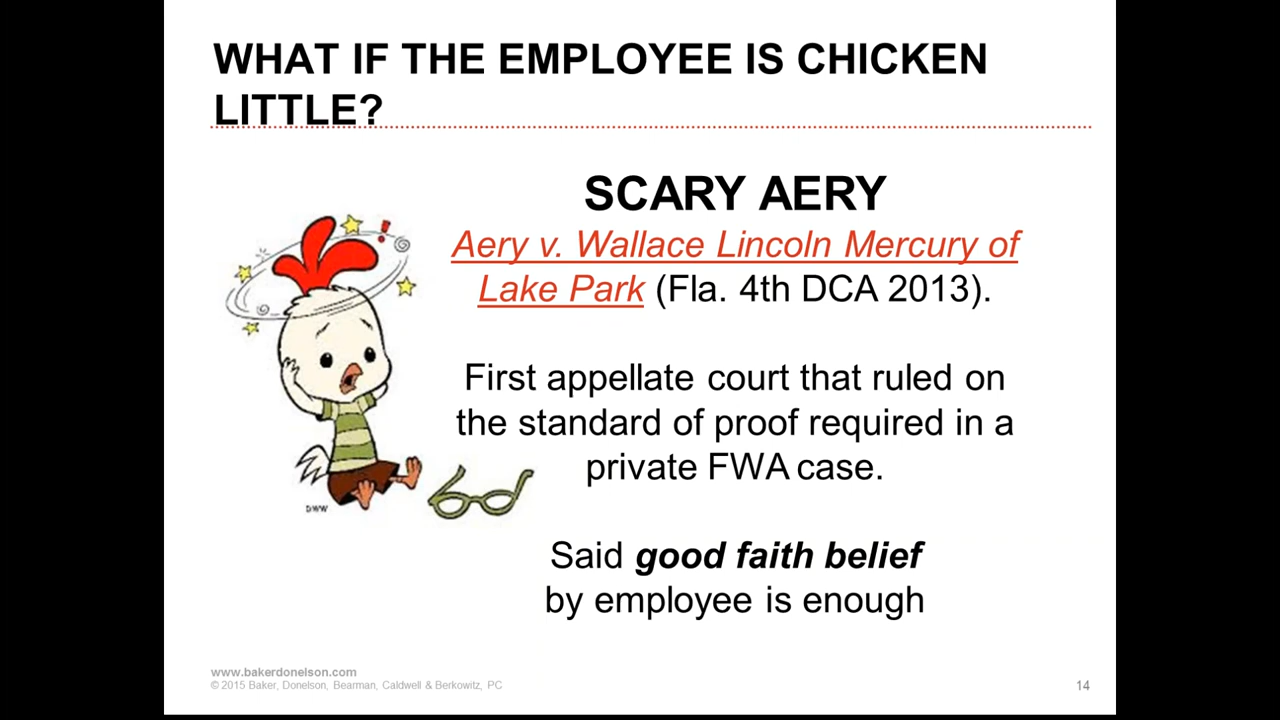 WHAT IF THE EMPLOYEE IS CHICKEN
LITTLE?
SCARY AERY
Aery v. Wallace Lincoln Mercury of
Lake Park (Fla. 4th DCA 2013).
First appellate court that ruled on
the standard of proof required in a
private FWA case.
DWW
Said good faith belief
by employee is enough
www.bakerdonelson.com
© 2015 Baker, Donelson, Bearman, Caldwell & Berkowitz, PC
14